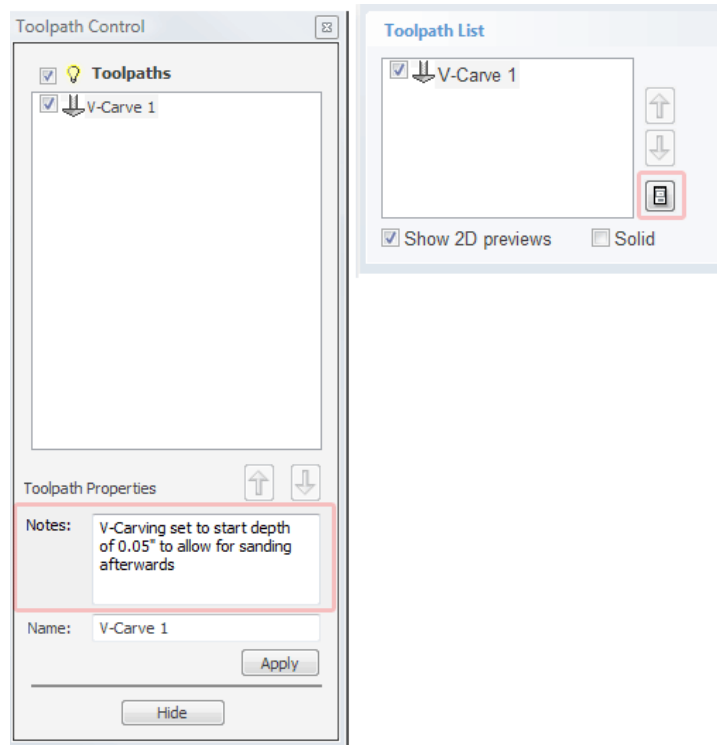 Toolpath Control
Toolpaths
V-Carve 1
Toolpath Properties
Notes:
V-Carving set to start depth
of 0.05" to allow for sanding
afterwards
Name:
V-Carve 1
Apply
Hide
Toolpath List
V-Carve 1
Show 2D previews
Solid